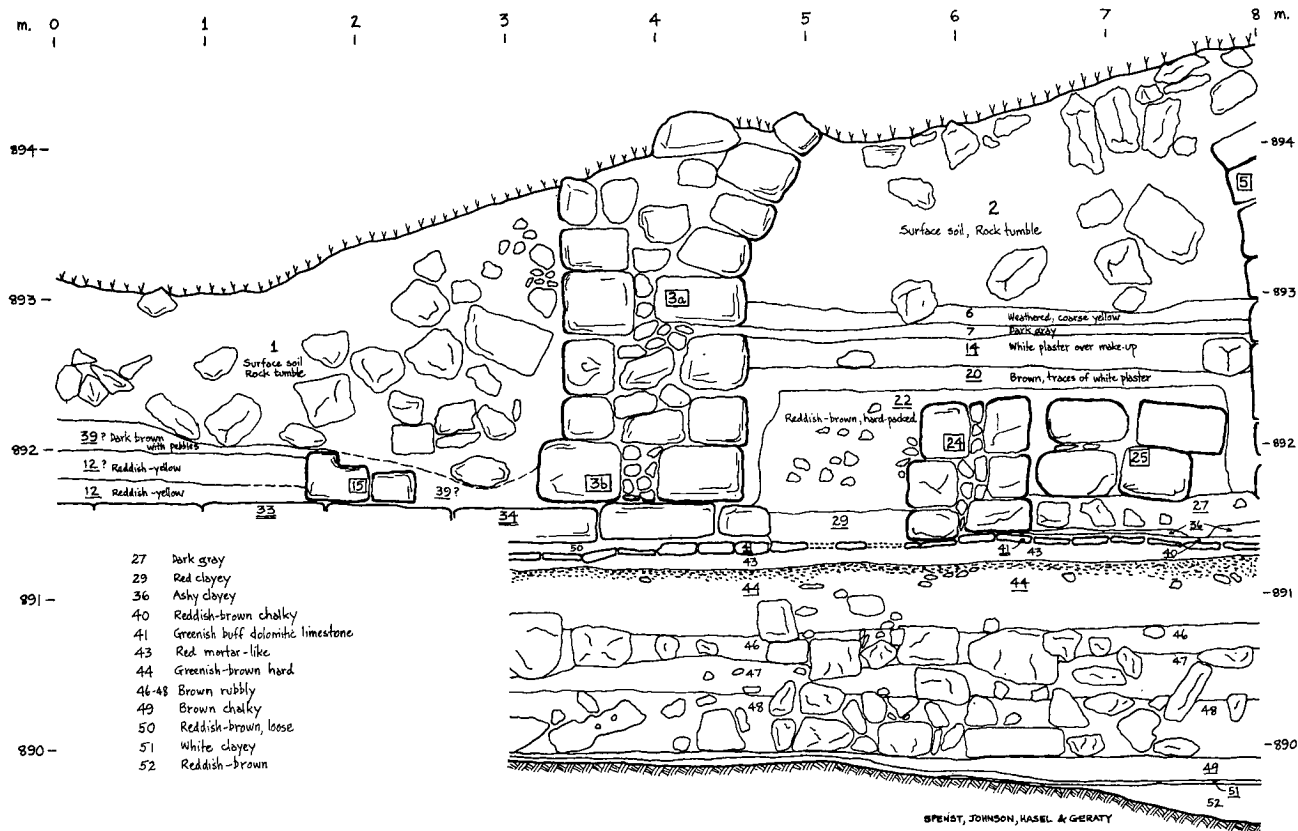 m. 0 1 2 3 4 5 6 7 8 m.
894
894
5
2
Surface soil, Rock tumble
893
893
3a
6 Weathered, coarse yellow
7 Dark gray
1
Surface soil
Rock tumble
14 White plaster over make-up
20 Brown, traces of white plaster
22
Reddish-brown, hard-packed
39? Dark brown
with pebbles
892
892
24
25
12? Reddish-yellow
15
39?
3b
12 Reddish-yellow
27
33
34
29
36
50
41
43
41
43
40
44
44
891
891
46
46
47
47
48
48
890
890
49
51
52
27 Dark gray
29 Red clayey
36 Ashy clayey
40 Reddish-brown chalky
41 Greenish buff dolomitic limestone
43 Red mortar-like
44 Greenish-brown hard
46-48 Brown rubbly
49 Brown chalky
50 Reddish-brown, loose
51 White clayey
52 Reddish-brown
SPENST, JOHNSON, HASEL & GERATY